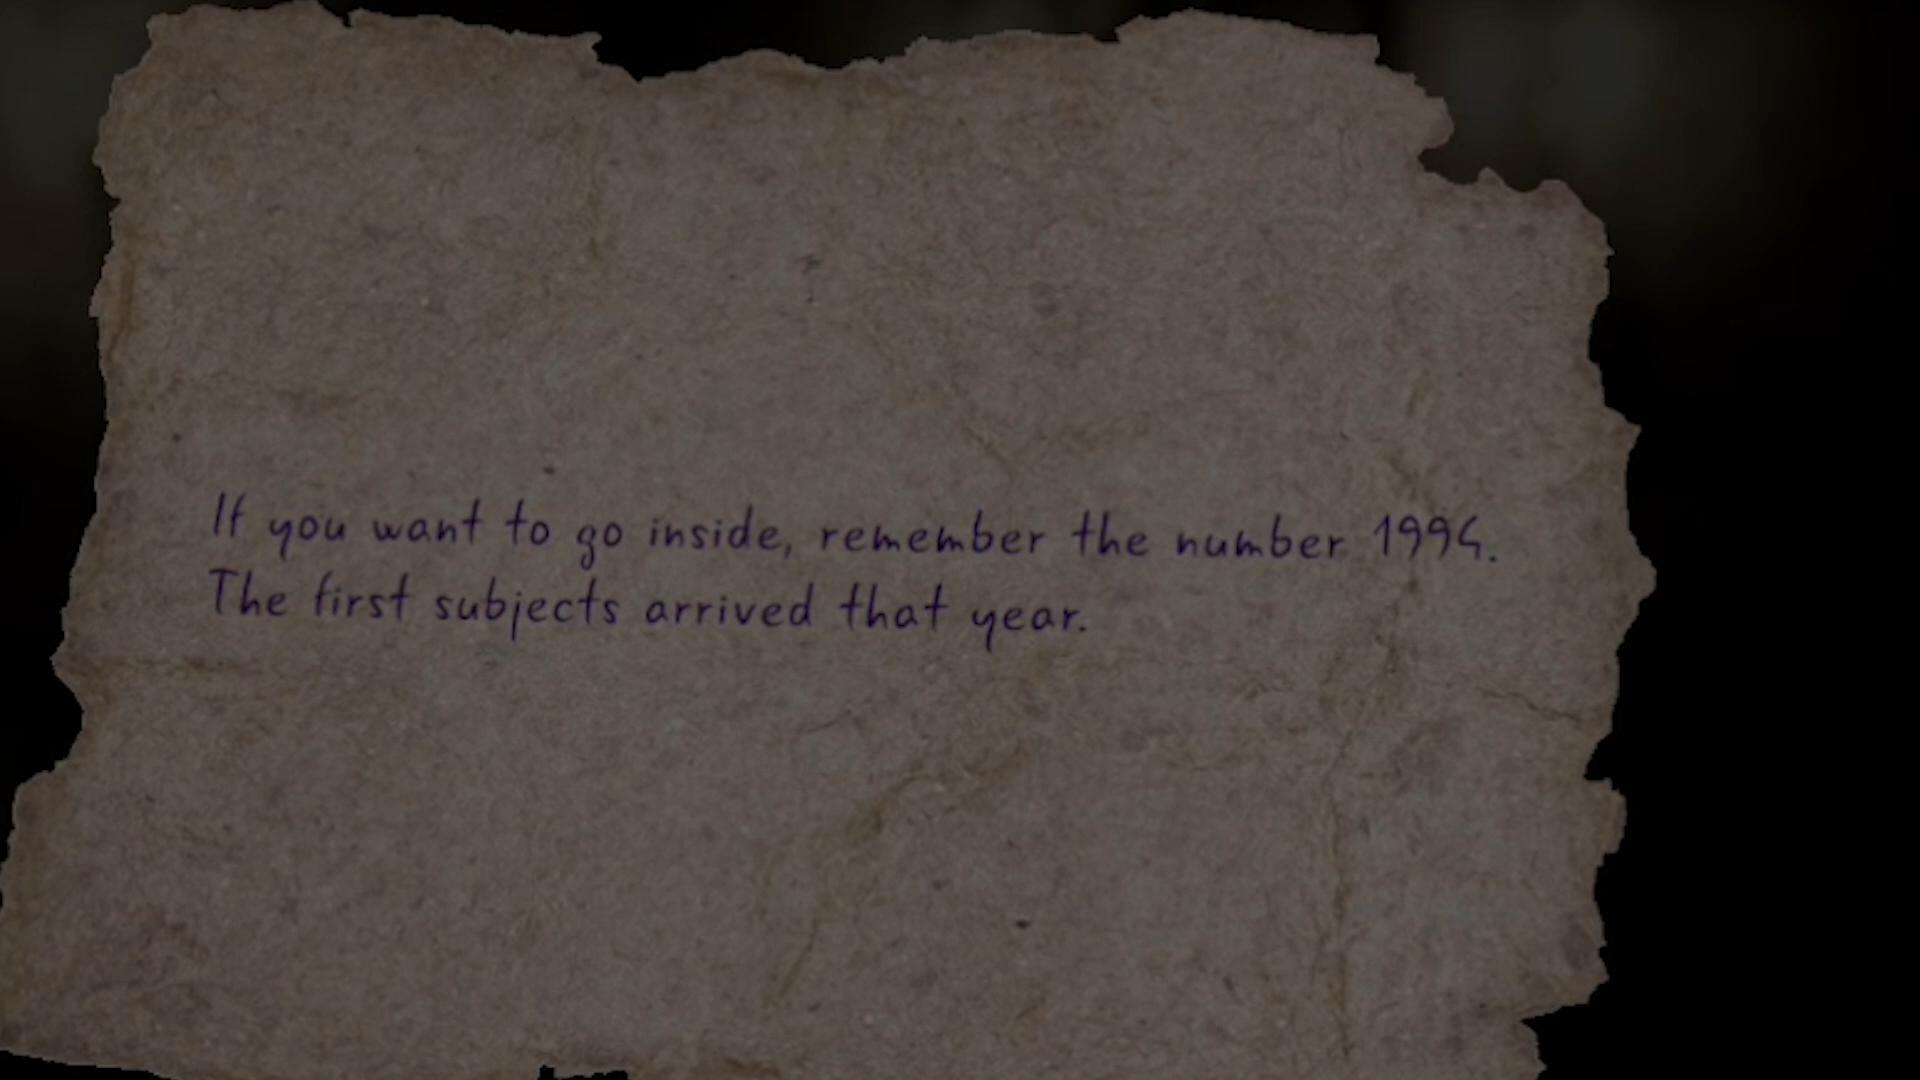 If you want to go inside, remember the number 1994.
The first subjects arrived that year.